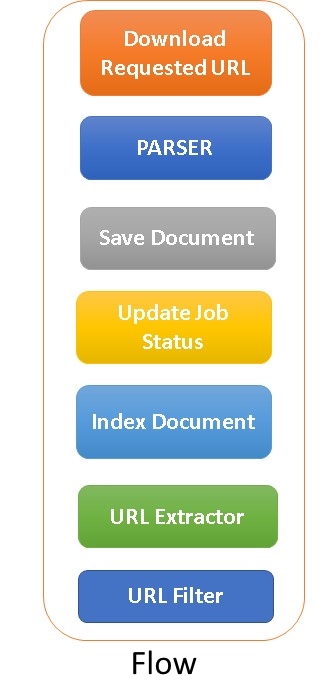 Download
Requested URL
PARSER
Save Document
Update Job
Status
Index Document
URL Extractor
URL Filter
Flow